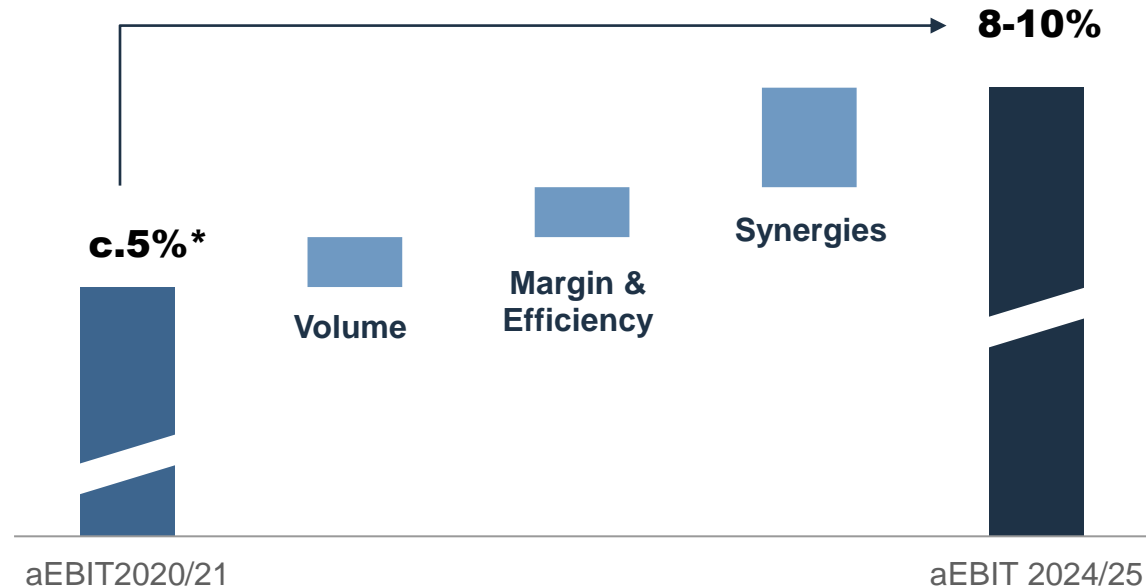 8-10%
c.5%*
Volume
Margin &
Efficiency
Synergies
aEBIT2020/21
aEBIT 2024/25